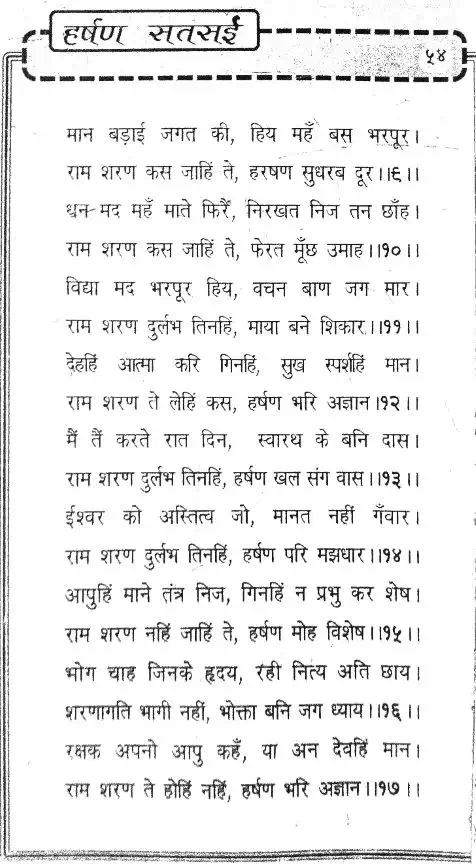 हर्षण सतसई
५४
मान बड़ाई जगत की, हिय महँ बस भरपूर।
राम शरण कस जाहिं ते, हरषण सुधरब दूर।।९।।
धन मद महँ माते फिरैं, निरखत निज तन छाँह।
राम शरण कस जाहिं ते, फेरत मूँछ उमाह।।१०।।
विद्या मद भरपूर हिय, वचन बाण जग मार।
राम शरण दुर्लभ तिनहिं, माया बने शिकार।।११।।
देहहिं आत्मा करि गिनहिं, सुख स्पर्शहिं मान।
राम शरण ते लेहिं कस, हर्षण भरि अज्ञान।१२।।
मैं तैं करते रात दिन, स्वारथ के बनि दास।
राम शरण दुर्लभ तिनहिं, हर्षण खल संग वास।।१३।।
ईश्वर को अस्तित्व जो, मानत नहीं गँवार।
राम शरण दुर्लभ तिनहिं, हर्षण परि मझधार।।१४।।
आपुहिं माने तंत्र निज, गिनहिं न प्रभु कर शेष।
राम शरण नहिं जाहिं ते, हर्षण मोह विशेष।।१५।।
भोग चाह जिनके हृदय, रही नित्य अति छाय।
शरणागति भागी नहीं, भोक्ता बनि जग ध्याय।।१६।।
रक्षक अपनो आपु कहँ, या अन देवहिं मान।
राम शरण ते होहिं नहिं, हर्षण भरि अज्ञान।।१७।।